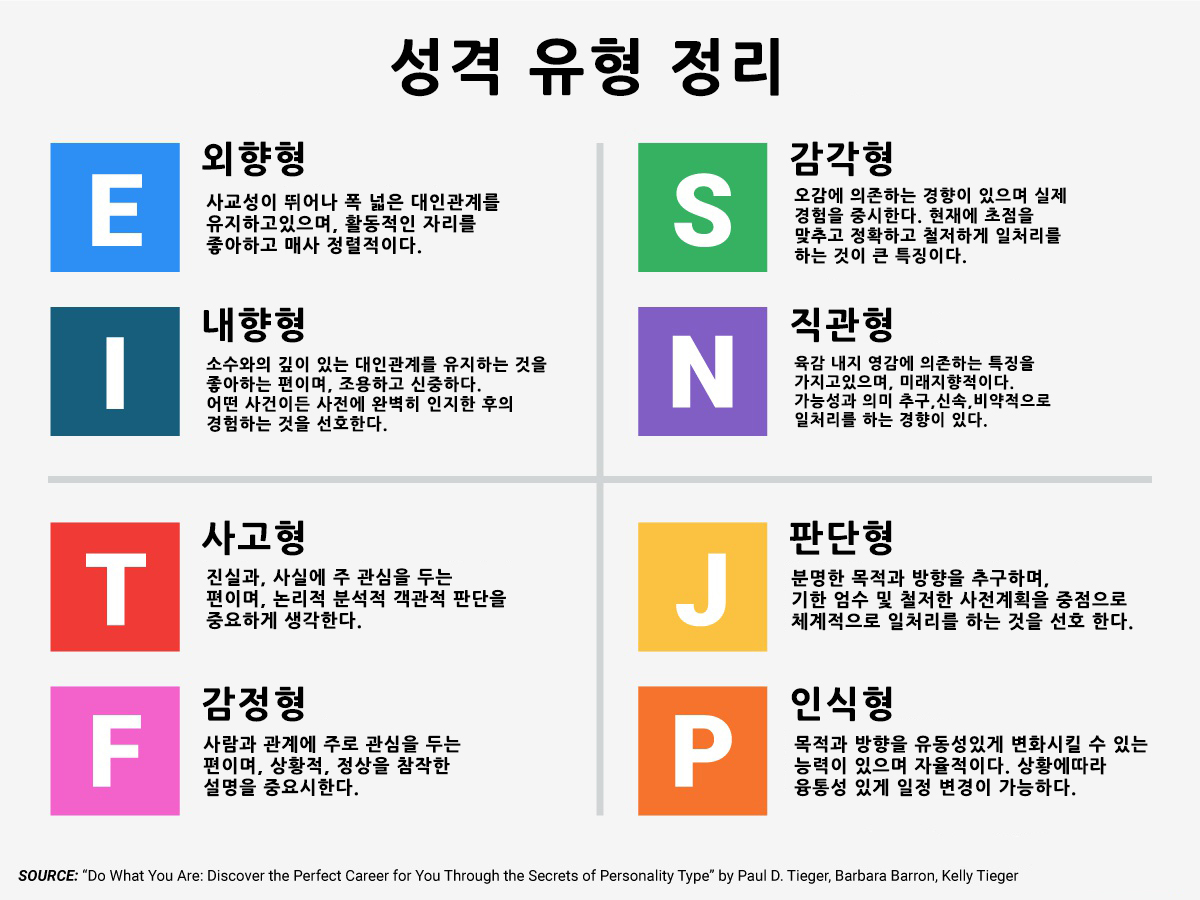 성격 유형 정리
E
외향형
사교성이 뛰어나 폭 넓은 대인관계를
유지하고있으며, 활동적인 자리를
좋아하고 매사 정렬적이다.
I
내향형
소수와의 깊이 있는 대인관계를 유지하는 것을
좋아하는 편이며, 조용하고 신중하다.
어떤 사건이든 사전에 완벽히 인지한 후의
경험하는 것을 선호한다.
S
감각형
오감에 의존하는 경향이 있으며 실제
경험을 중시한다. 현재에 초점을
맞추고 정확하고 철저하게 일처리를
하는 것이 큰 특징이다.
N
직관형
육감 내지 영감에 의존하는 특징을
가지고있으며, 미래지향적이다.
가능성과 의미 추구,신속,비약적으로
일처리를 하는 경향이 있다.
T
사고형
진실과, 사실에 주 관심을 두는
편이며, 논리적 분석적 객관적 판단을
중요하게 생각한다.
F
감정형
사람과 관계에 주로 관심을 두는
편이며, 상황적, 정상을 참작한
설명을 중요시한다.
J
판단형
분명한 목적과 방향을 추구하며,
기한 엄수 및 철저한 사전계획을 중점으로
체계적으로 일처리를 하는 것을 선호 한다.
P
인식형
목적과 방향을 유동성있게 변화시킬 수 있는
능력이 있으며 자율적이다. 상황에따라
융통성 있게 일정 변경이 가능하다.
SOURCE: “Do What You Are: Discover the Perfect Career for You Through the Secrets of Personality Type” by Paul D. Tieger, Barbara Barron, Kelly Tieger